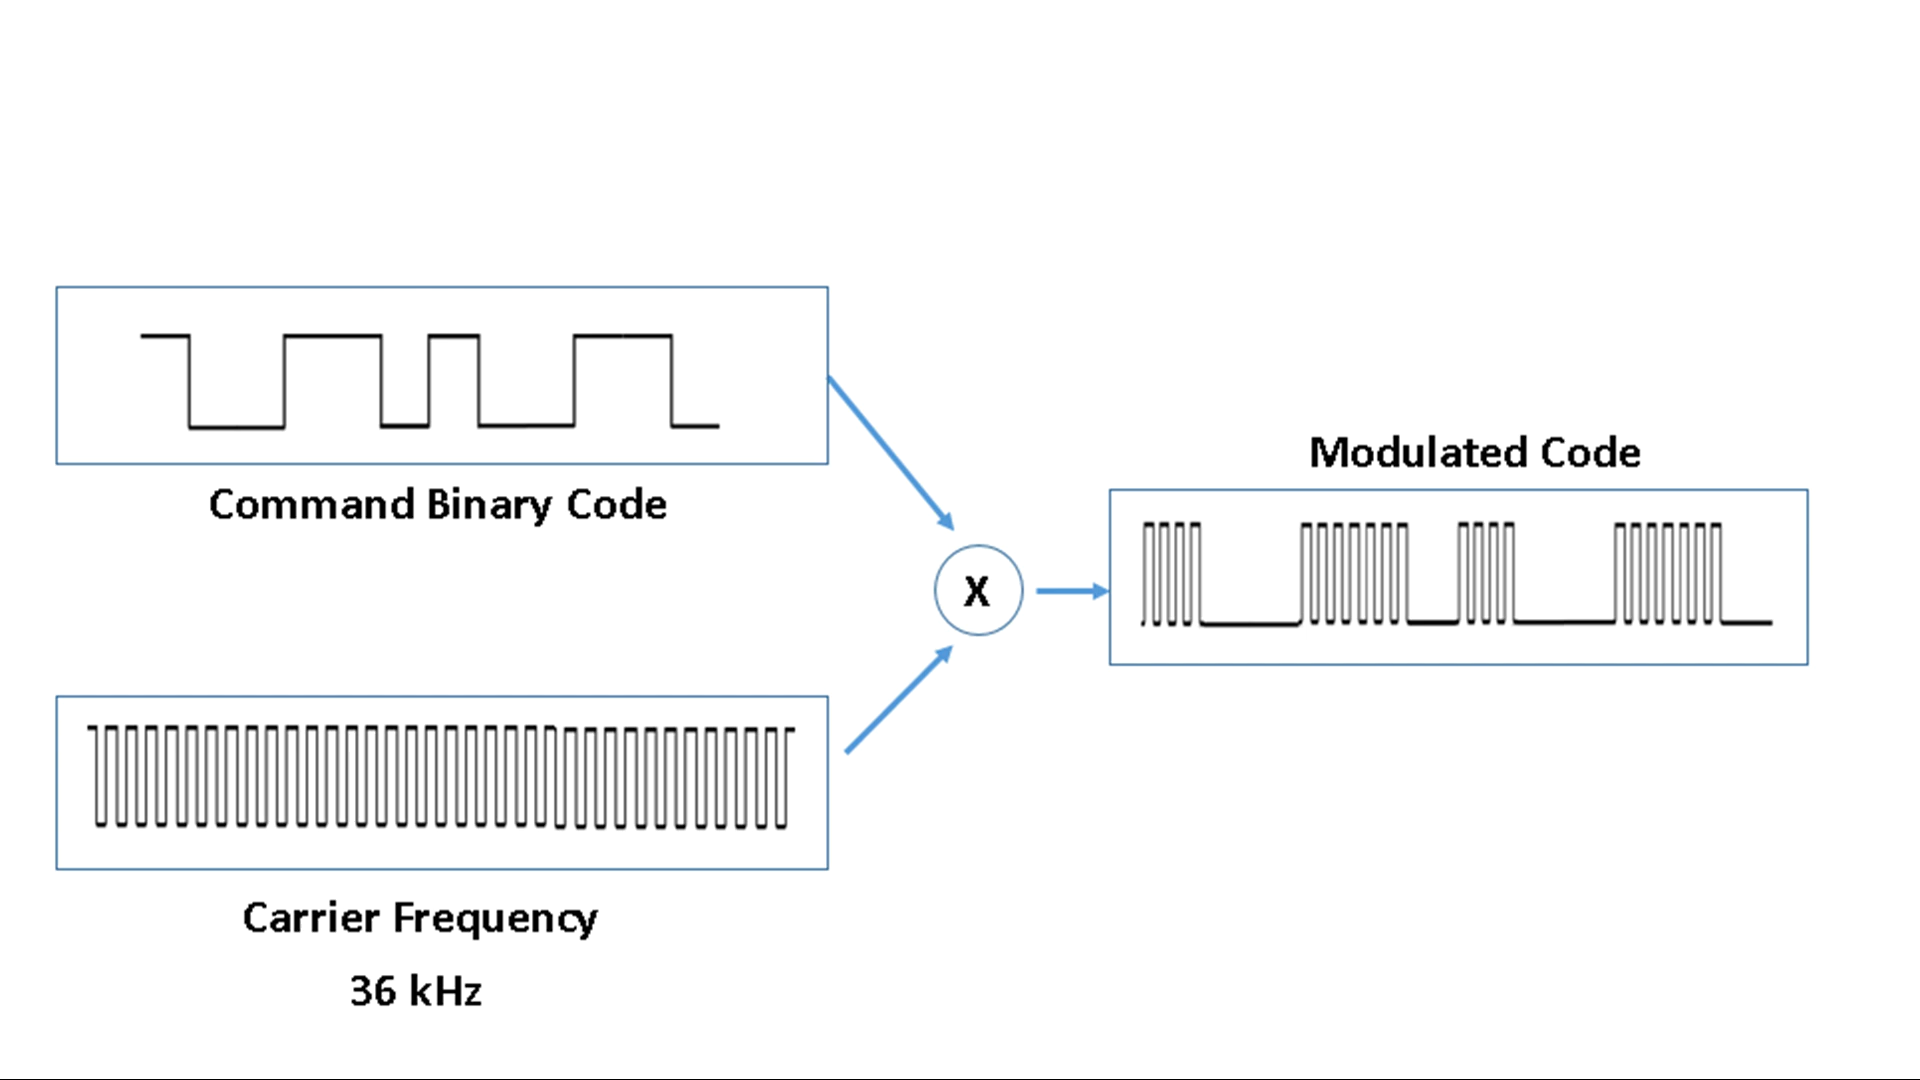 Command Binary Code
Modulated Code
X
Carrier Frequency
36 kHz